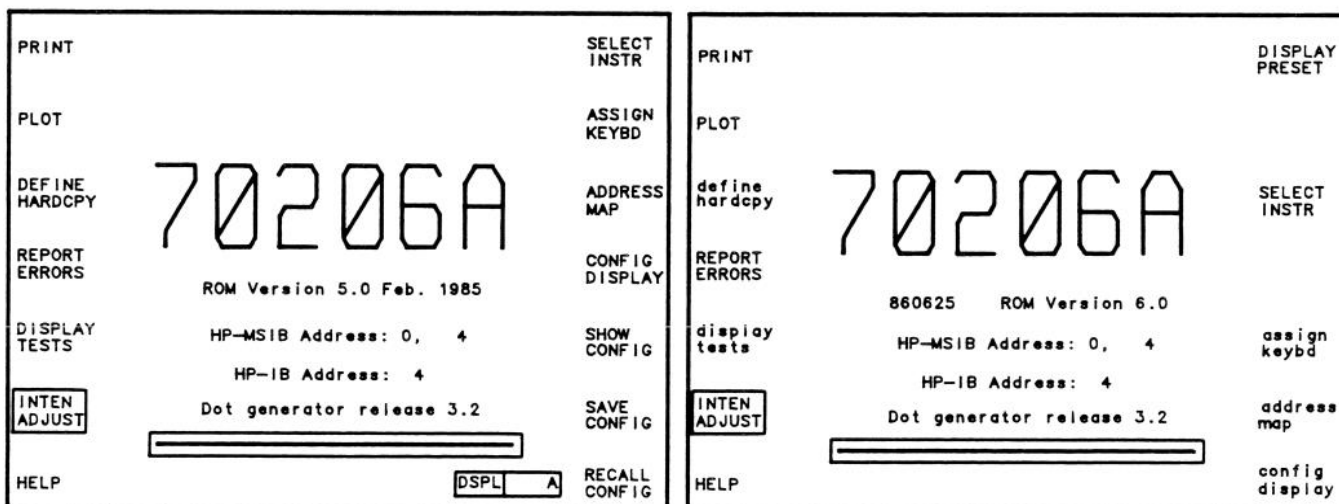 PRINT
PLOT
DEFINE
HARDCPY
REPORT
ERRORS
DISPLAY
TESTS
INTEN
ADJUST
HELP
70206A
ROM Version 5.0 Feb. 1985
HP-MSIB Address: 0, 4
HP-IB Address: 4
Dot generator release 3.2
DSPL A
SELECT
INSTR
ASSIGN
KEYBD
ADDRESS
MAP
CONFIG
DISPLAY
SHOW
CONFIG
SAVE
CONFIG
RECALL
CONFIG
PRINT
PLOT
define
hardcpy
REPORT
ERRORS
display
tests
INTEN
ADJUST
HELP
70206A
860625 ROM Version 6.0
HP-MSIB Address: 0, 4
HP-IB Address: 4
Dot generator release 3.2
DISPLAY
PRESET
SELECT
INSTR
assign
keybd
address
map
config
display